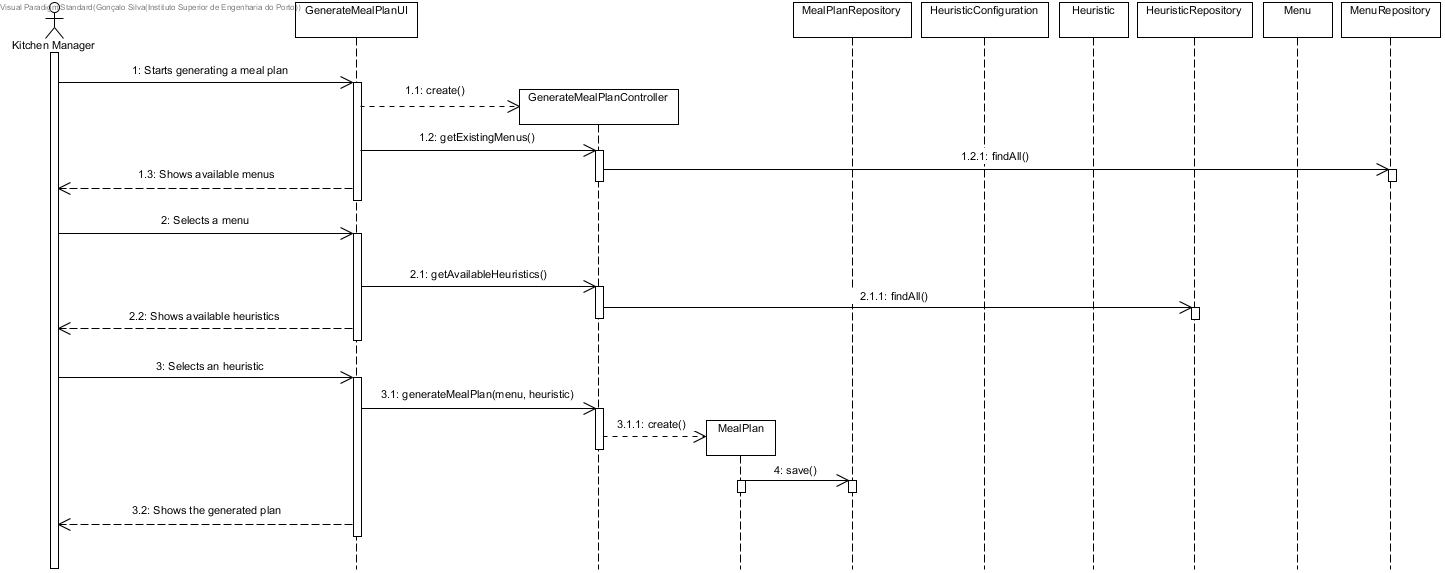 Visual Paradigm Standard(Gonçalo Silva(Instituto Superior de Engenharia do Porto))
Kitchen Manager
GenerateMealPlanUI
MealPlanRepository
HeuristicConfiguration
Heuristic
HeuristicRepository
Menu
MenuRepository
1: Starts generating a meal plan
1.1: create()
GenerateMealPlanController
1.2: getExistingMenus()
1.2.1: findAll()
1.3: Shows available menus
2: Selects a menu
2.1: getAvailableHeuristics()
2.1.1: findAll()
2.2: Shows available heuristics
3: Selects an heuristic
3.1: generateMealPlan(menu, heuristic)
3.1.1: create()
MealPlan
4: save()
3.2: Shows the generated plan